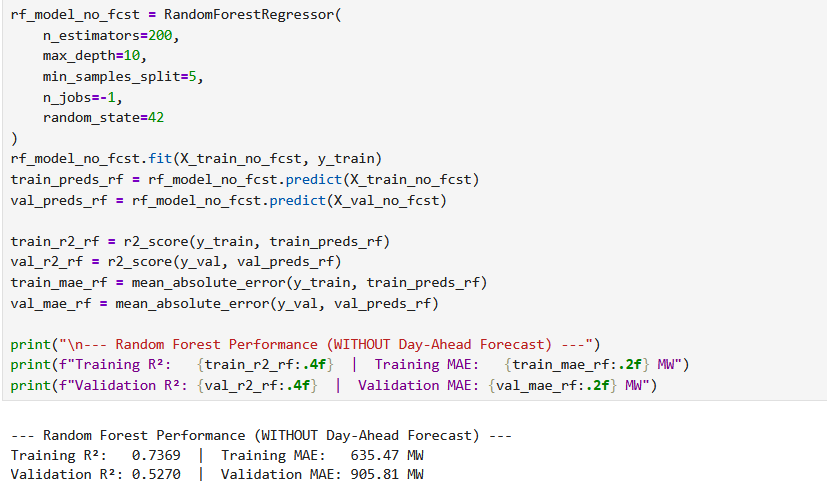 rf_model_no_fcst = RandomForestRegressor(
    n_estimators=200,
    max_depth=10,
    min_samples_split=5,
    n_jobs=-1,
    random_state=42
)
rf_model_no_fcst.fit(X_train_no_fcst, y_train)
train_preds_rf = rf_model_no_fcst.predict(X_train_no_fcst)
val_preds_rf = rf_model_no_fcst.predict(X_val_no_fcst)

train_r2_rf = r2_score(y_train, train_preds_rf)
val_r2_rf = r2_score(y_val, val_preds_rf)
train_mae_rf = mean_absolute_error(y_train, train_preds_rf)
val_mae_rf = mean_absolute_error(y_val, val_preds_rf)

print("\n--- Random Forest Performance (WITHOUT Day-Ahead Forecast) ---")
print(f"Training R²:   {train_r2_rf:.4f}  |  Training MAE:   {train_mae_rf:.2f} MW")
print(f"Validation R²: {val_r2_rf:.4f}  |  Validation MAE: {val_mae_rf:.2f} MW")

--- Random Forest Performance (WITHOUT Day-Ahead Forecast) ---
Training R²:   0.7369  |  Training MAE:   635.47 MW
Validation R²: 0.5270  |  Validation MAE: 905.81 MW